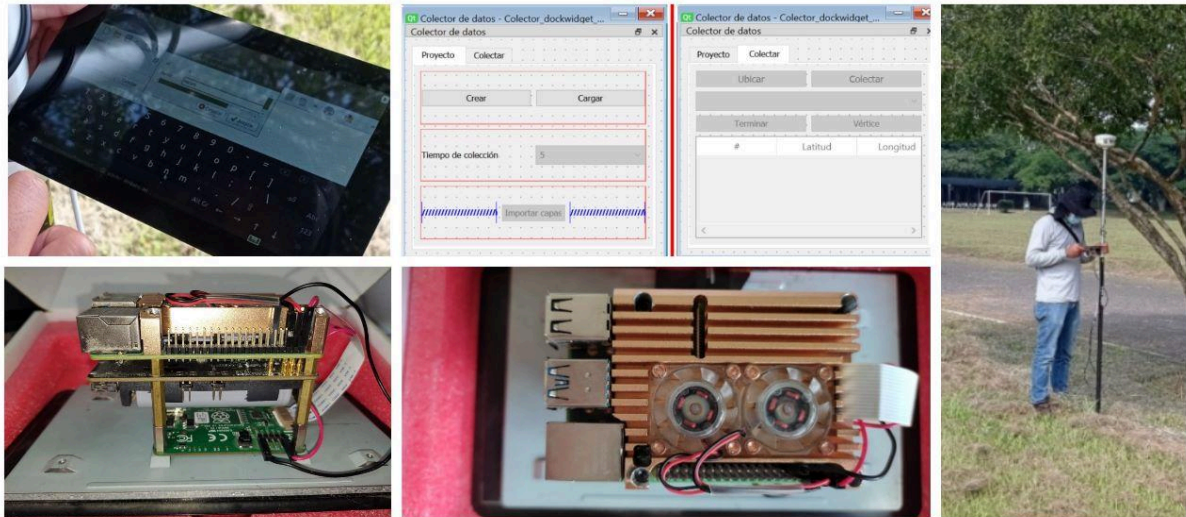 Colector de datos - Colector_dockwidget_...
Colector de datos
Proyecto
Colectar
Crear
Cargar
Tiempo de colección
5
Importar capas
Colector de datos - Colector_dockwidget_...
Colector de datos
Proyecto
Colectar
Ubicar
Colectar
Terminar
Vértice
#
Latitud
Longitud